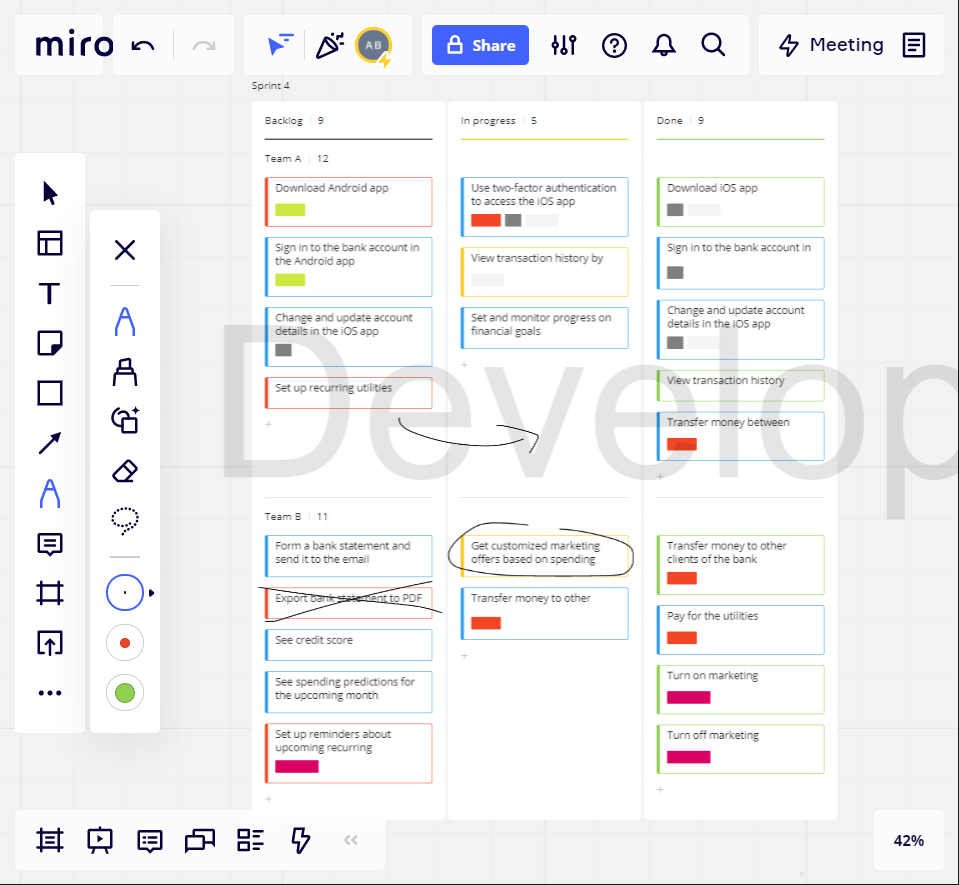 miro
AB
Share
Meeting
Sprint 4
Backlog 9
In progress 5
Done 9
Team A 12
Download Android app
Sign in to the bank account in
the Android app
Change and update account
details in the iOS app
Set up recurring utilities
+
Use two-factor authentication
to access the iOS app
View transaction history by
Set and monitor progress on
financial goals
+
Download iOS app
Sign in to the bank account in
Change and update account
details in the iOS app
View transaction history
Transfer money between
+
Develop
Team B 11
Form a bank statement and
send it to the email
Export bank statement to PDF
See credit score
See spending predictions for
the upcoming month
Set up reminders about
upcoming recurring
+
Get customized marketing
offers based on spending
Transfer money to other
+
Transfer money to other
clients of the bank
Pay for the utilities
Turn on marketing
Turn off marketing
+
42%